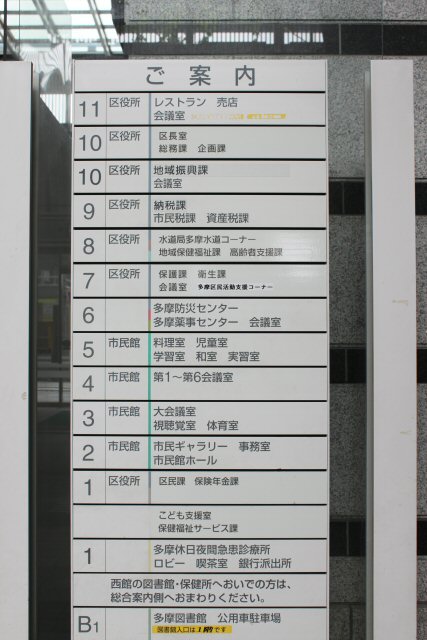 ご案内
11 区役所 レストラン 売店
会議室
10 区役所 区長室
総務課 企画課
10 区役所 地域振興課
会議室
9 区役所 納税課
市民税課 資産税課
8 区役所 水道局多摩水道コーナー
地域保健福祉課 高齢者支援課
7 区役所 保護課 衛生課
会議室 多摩区民活動支援コーナー
6 多摩防災センター
多摩薬事センター 会議室
5 市民館 料理室 児童室
学習室 和室 実習室
4 市民館 第1〜第6会議室
3 市民館 大会議室
視聴覚室 体育室
2 市民館 市民ギャラリー 事務室
市民館ホール
1 区役所 区民課 保険年金課
こども支援室
保健福祉サービス課
1 多摩休日夜間急患診療所
ロビー 喫茶室 銀行派出所
西館の図書館・保健所へおいでの方は、
総合案内側へおまわりください。
B1 多摩図書館 公用車駐車場
図書館入口は1階です